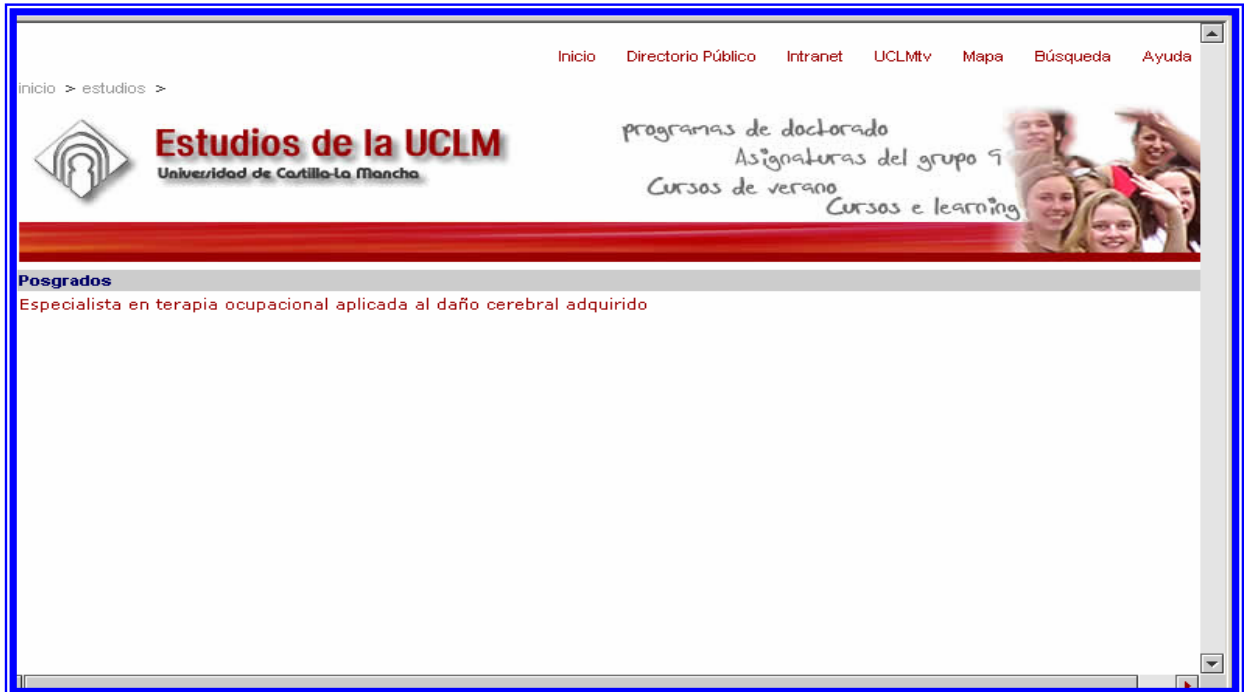 Inicio Directorio Público Intranet UCLMtv Mapa Búsqueda Ayuda
inicio > estudios >
Estudios de la UCLM
Universidad de Castilla-La Mancha
programas de doctorado
Asignaturas del grupo 9
Cursos de verano
Cursos e learning
Posgrados
Especialista en terapia ocupacional aplicada al daño cerebral adquirido